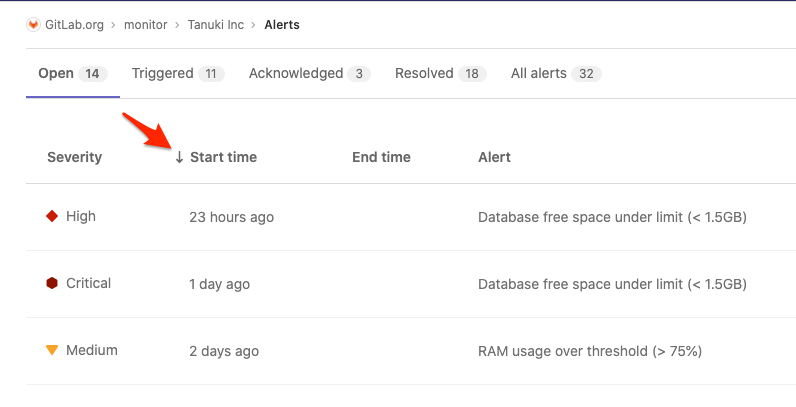 GitLab.org › monitor › Tanuki Inc › Alerts
Open 14 Triggered 11 Acknowledged 3 Resolved 18 All alerts 32
Severity ↓ Start time End time Alert
High 23 hours ago Database free space under limit (< 1.5GB)
Critical 1 day ago Database free space under limit (< 1.5GB)
Medium 2 days ago RAM usage over threshold (> 75%)